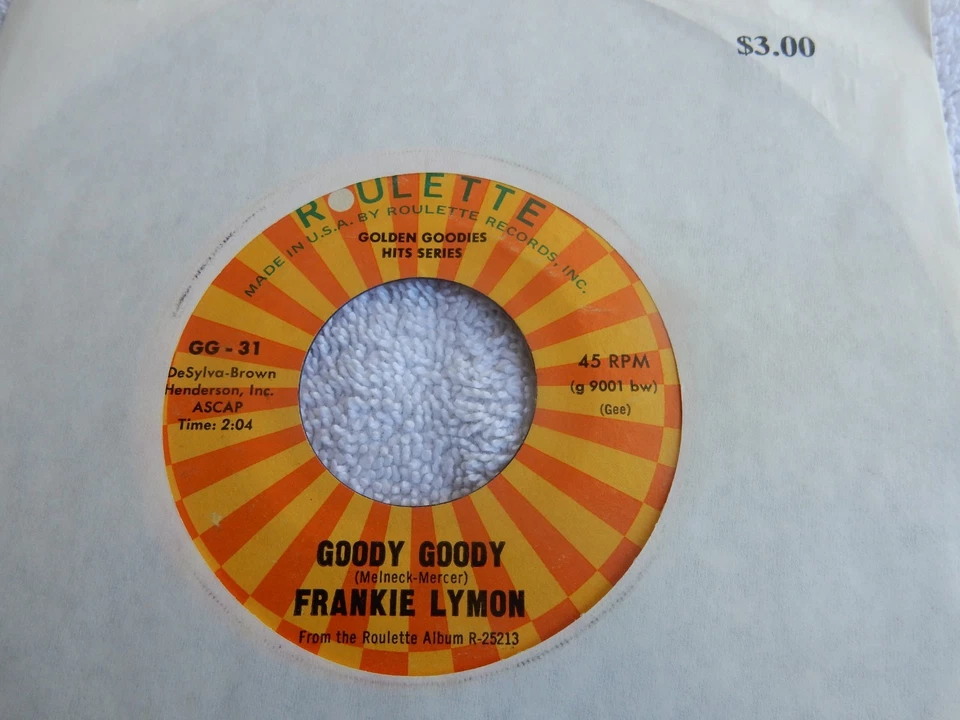 $3.00
ROULETTE
MADE IN U.S.A. BY ROULETTE RECORDS, INC.
GOLDEN GOODIES
HITS SERIES
GG - 31
DeSylva-Brown
Henderson, Inc.
ASCAP
Time: 2:04
45 RPM
(g 9001 bw)
(Gee)
GOODY GOODY
(Melneck-Mercer)
FRANKIE LYMON
From the Roulette Album R-25213